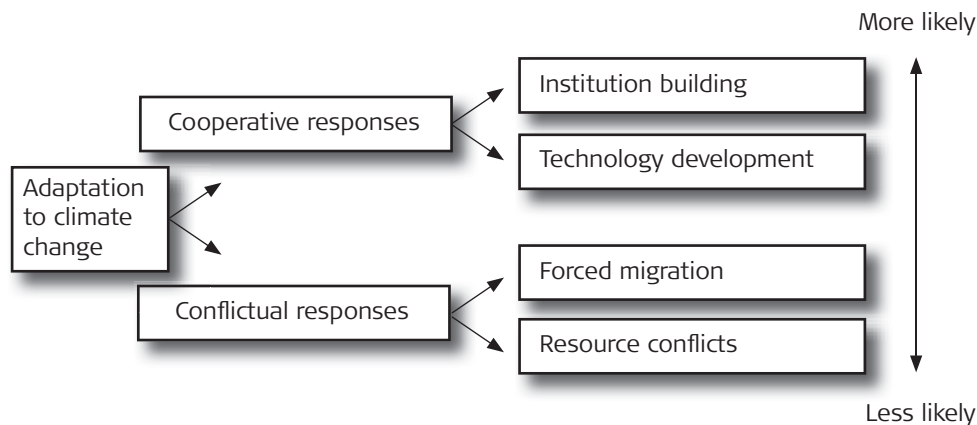 More likely
Institution building
Cooperative responses
Technology development
Adaptation
to climate
change
Forced migration
Conflictual responses
Resource conflicts
Less likely